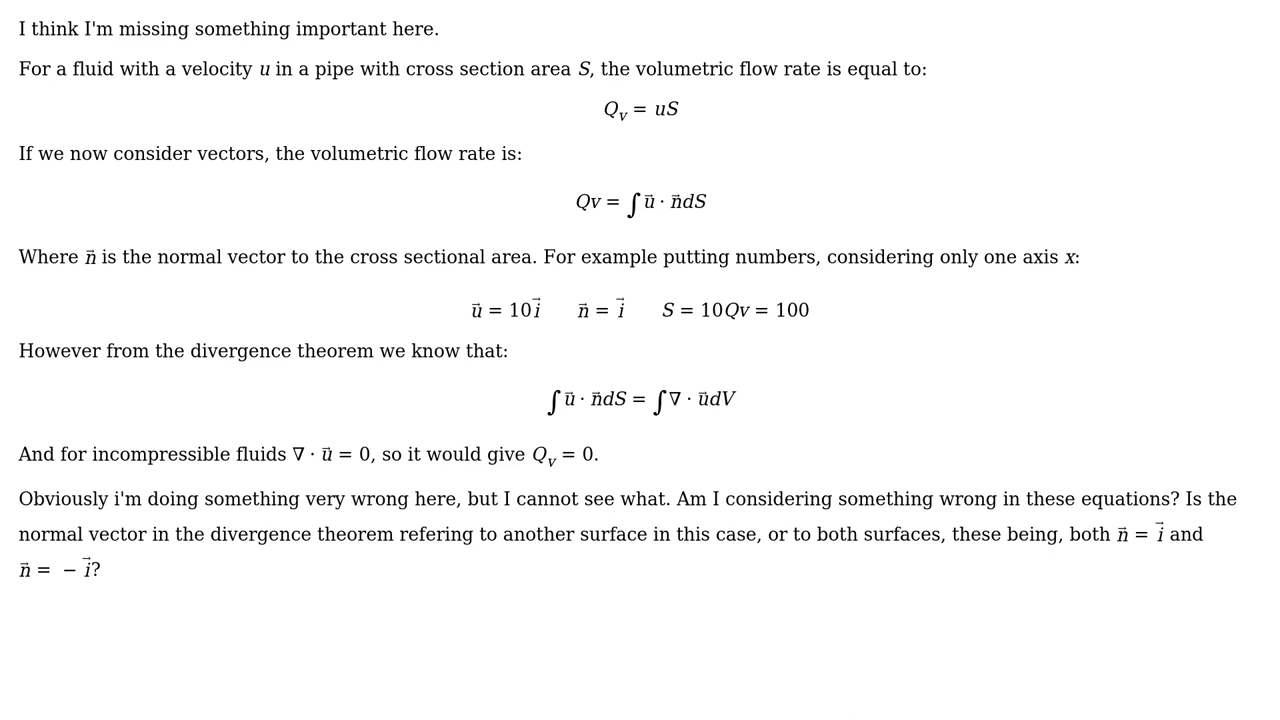 I think I'm missing something important here.
For a fluid with a velocity u in a pipe with cross section area S, the volumetric flow rate is equal to:
Q_v = uS
If we now consider vectors, the volumetric flow rate is:
Qv = ∫ u⃗ · n⃗dS
Where n⃗ is the normal vector to the cross sectional area. For example putting numbers, considering only one axis x:
u⃗ = 10i⃗  n⃗ = i⃗  S = 10Qv = 100
However from the divergence theorem we know that:
∫ u⃗ · n⃗dS = ∫ ∇ · u⃗dV
And for incompressible fluids ∇ · u⃗ = 0, so it would give Q_v = 0.
Obviously i'm doing something very wrong here, but I cannot see what. Am I considering something wrong in these equations? Is the
normal vector in the divergence theorem refering to another surface in this case, or to both surfaces, these being, both n⃗ = i⃗ and
n⃗ = − i⃗?